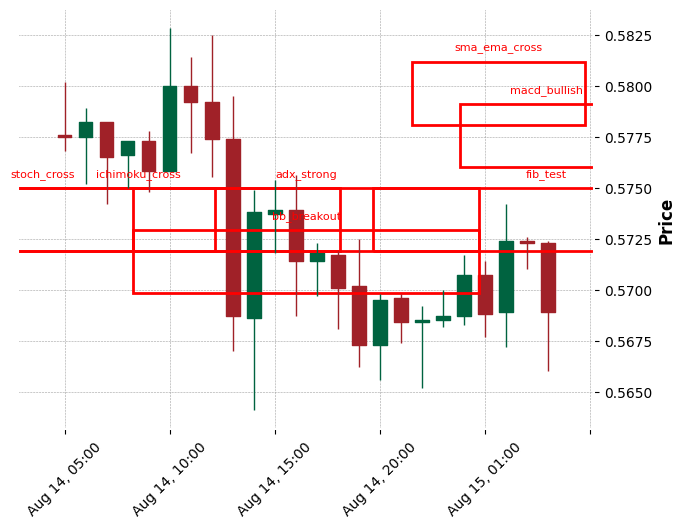 sma_ema_cross
macd_bullish
stoch_cross
ichimoku_cross
adx_strong
fib_test
bb_breakout
0.5825
0.5800
0.5775
0.5750
0.5725
0.5700
0.5675
0.5650
Price
Aug 14, 05:00
Aug 14, 10:00
Aug 14, 15:00
Aug 14, 20:00
Aug 15, 01:00